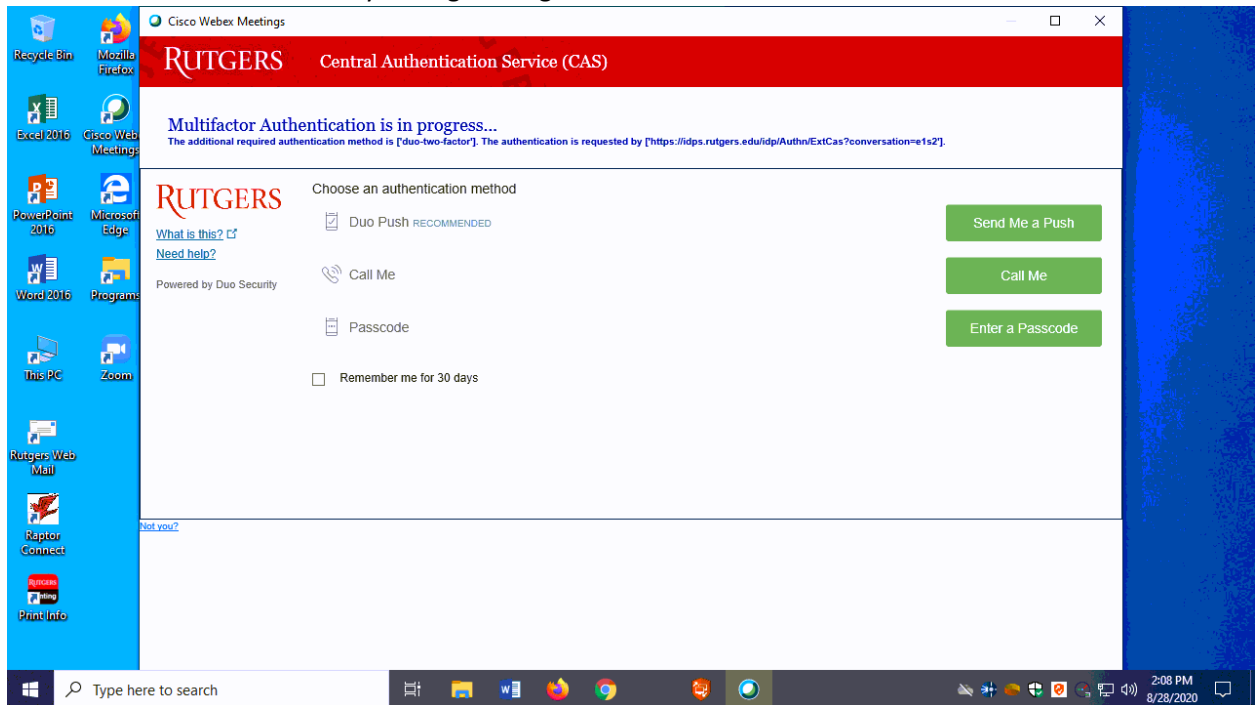 Cisco Webex Meetings
RUTGERS
Central Authentication Service (CAS)
Multifactor Authentication is in progress...
The additional required authentication method is ['duo-two-factor']. The authentication is requested by ['https://idps.rutgers.edu/idp/Authn/ExtCas?conversation=e1s2'].
RUTGERS
What is this?
Need help?
Powered by Duo Security
Choose an authentication method
Duo Push RECOMMENDED
Send Me a Push
Call Me
Call Me
Passcode
Enter a Passcode
Remember me for 30 days
Not you?
Recycle Bin
Mozilla
Firefox
Excel 2016
Cisco Web
Meetings
PowerPoint
2016
Microsoft
Edge
Word 2016
Programs
This PC
Zoom
Rutgers Web
Mail
Raptor
Connect
RUTGERS
Print Info
Type here to search
2:08 PM
8/28/2020